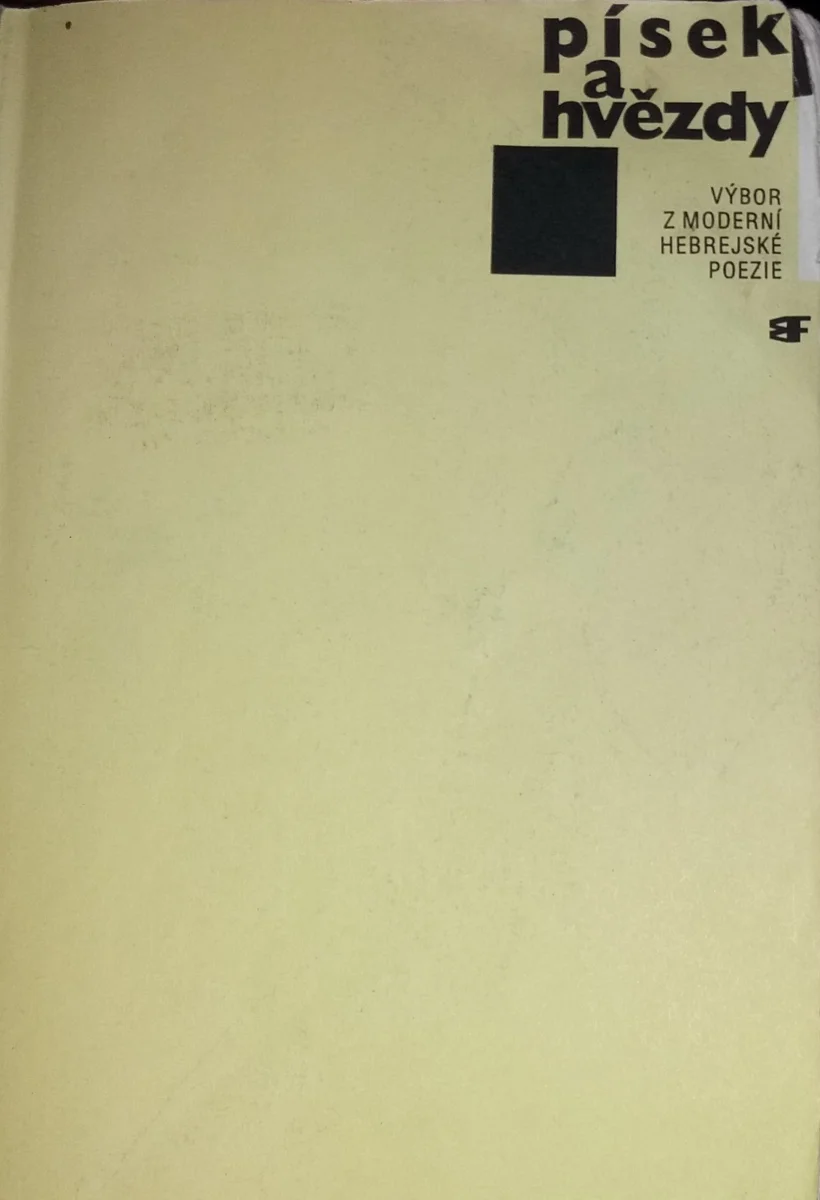 písek
a
hvězdy
VÝBOR
Z MODERNÍ
HEBREJSKÉ
POEZIE